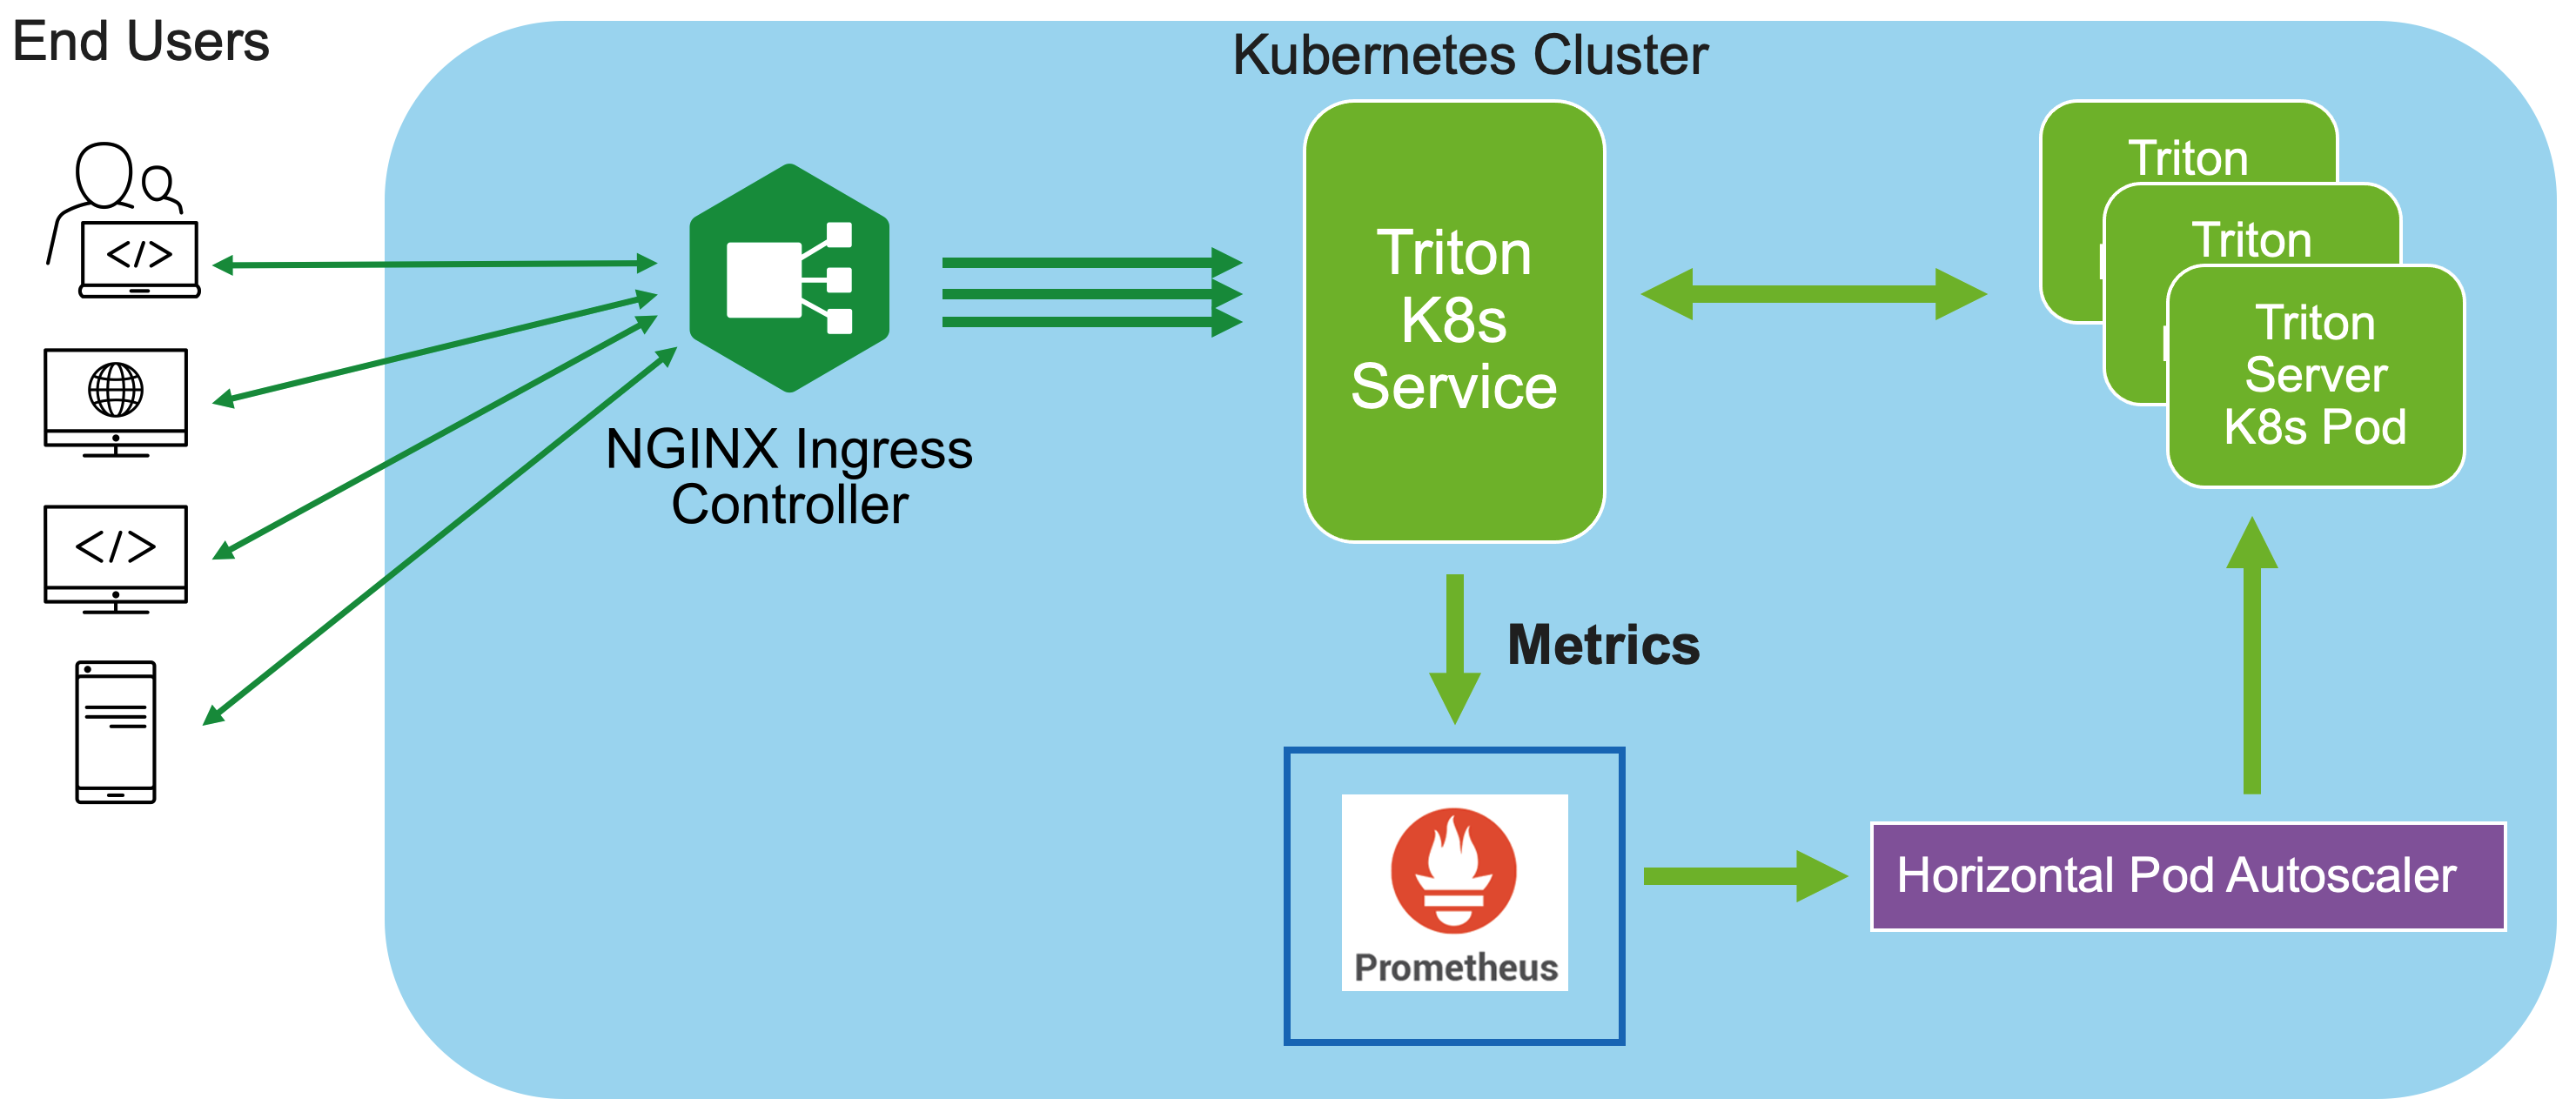 End Users
Kubernetes Cluster
</>
</>
NGINX Ingress
Controller
Triton
K8s
Service
Triton
Triton
Triton
Server
K8s Pod
Metrics
Prometheus
Horizontal Pod Autoscaler